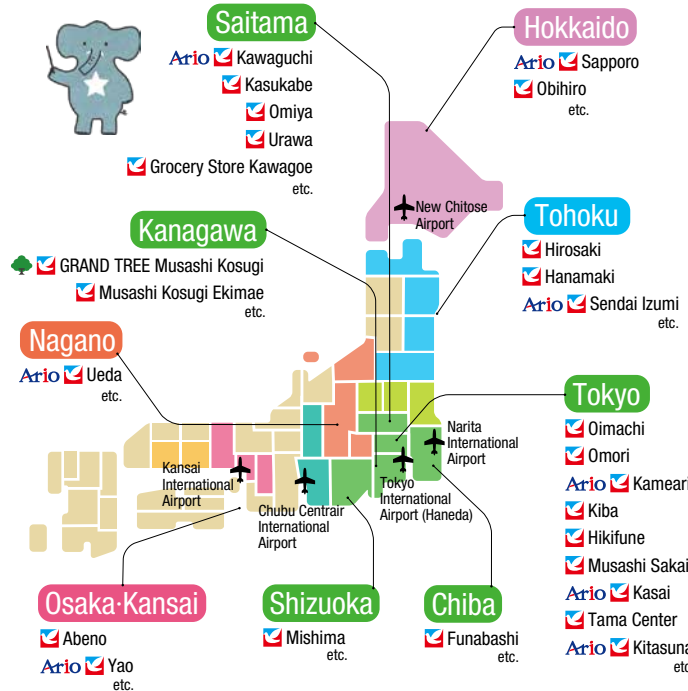 Saitama
Ario Kawaguchi
Kasukabe
Omiya
Urawa
Grocery Store Kawagoe
etc.
Hokkaido
Ario Sapporo
Obihiro
etc.
New Chitose
Airport
Kanagawa
GRAND TREE Musashi Kosugi
Musashi Kosugi Ekimae
etc.
Tohoku
Hirosaki
Hanamaki
Ario Sendai Izumi
etc.
Nagano
Ario Ueda
etc.
Tokyo
Oimachi
Omori
Ario Kameari
Kiba
Hikifune
Musashi Sakai
Ario Kasai
Tama Center
Ario Kitasuna
etc
Narita
International
Airport
Kansai
International
Airport
Chubu Centrair
International
Airport
Tokyo
International
Airport (Haneda)
Osaka·Kansai
Abeno
Ario Yao
etc.
Shizuoka
Mishima
etc.
Chiba
Funabashi
etc.